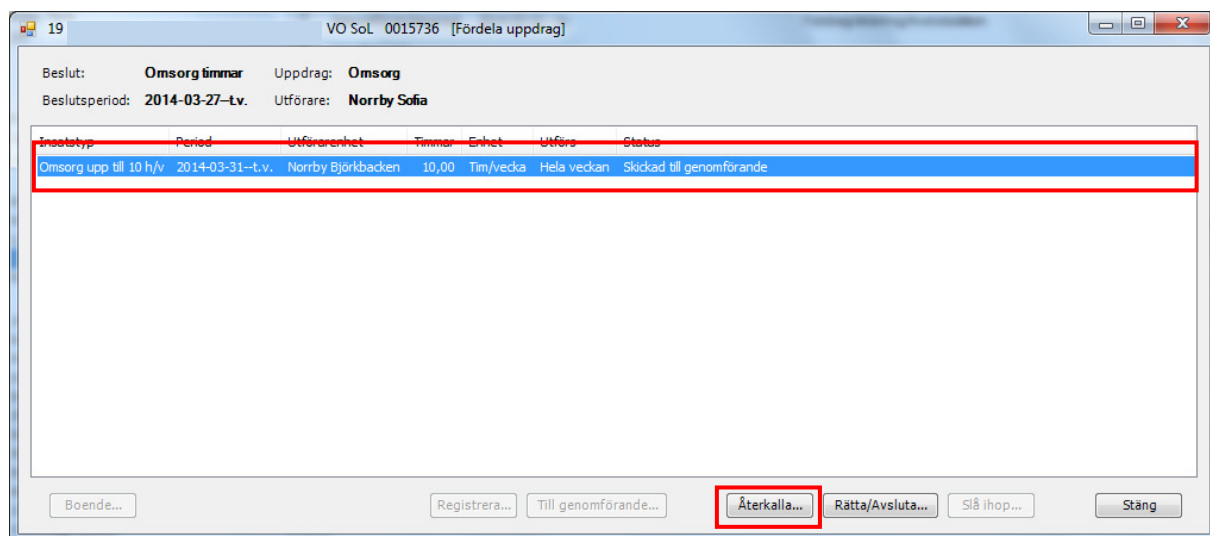 19 VO SoL 0015736 [Fördela uppdrag]
Beslut: Omsorg timmar Uppdrag: Omsorg
Beslutsperiod: 2014-03-27--t.v. Utförare: Norrby Sofia
Insatstyp Period Utförarenhet Timmar Enhet Utförs Status
Omsorg upp till 10 h/v 2014-03-31--t.v. Norrby Björkbacken 10,00 Tim/vecka Hela veckan Skickad till genomförande
Boende... Registrera... Till genomförande... Återkalla... Rätta/Avsluta... Slå ihop... Stäng